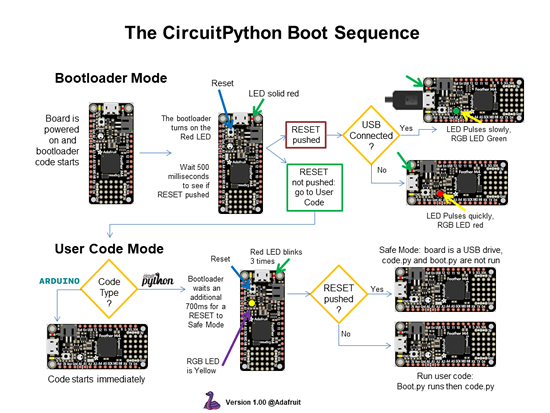 The CircuitPython Boot Sequence
Bootloader Mode
Board is
powered
on and
bootloader
code starts
The bootloader
turns on the
Red LED
Wait 500
milliseconds
to see if
RESET pushed
Reset
LED solid red
RESET
pushed
RESET
not pushed:
go to User
Code
USB
Connected
?
Yes
No
LED Pulses slowly,
RGB LED Green
LED Pulses quickly,
RGB LED red
User Code Mode
ARDUINO
Code
Type
?
python
Code starts immediately
Bootloader
waits an
additional
700ms for a
RESET to
Safe Mode
Reset
Red LED blinks
3 times
RGB LED
is Yellow
RESET
pushed
?
Yes
No
Safe Mode: board is a USB drive,
code.py and boot.py are not run
Run user code:
Boot.py runs then code.py
Version 1.00 @Adafruit